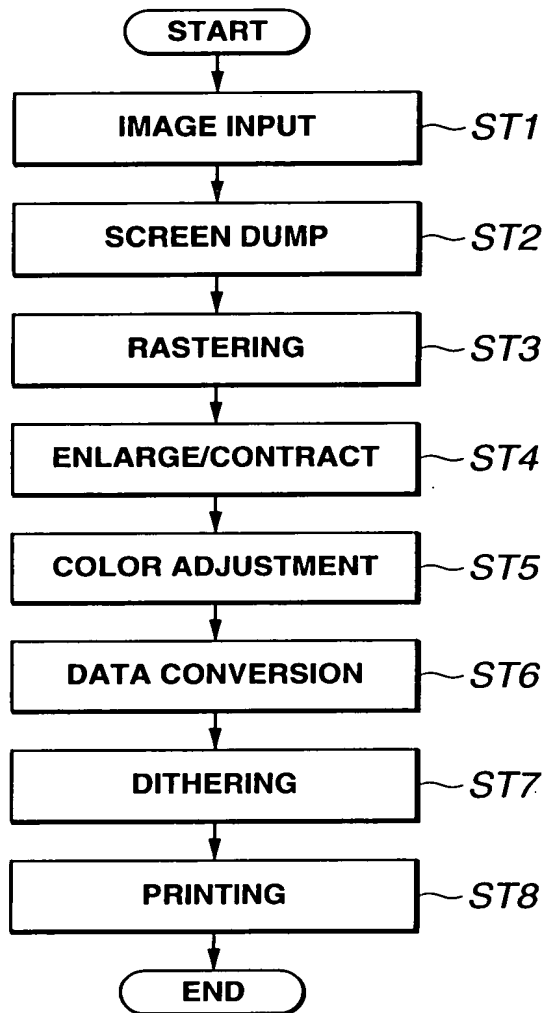 START
IMAGE INPUT ST1
SCREEN DUMP ST2
RASTERING ST3
ENLARGE/CONTRACT ST4
COLOR ADJUSTMENT ST5
DATA CONVERSION ST6
DITHERING ST7
PRINTING ST8
END